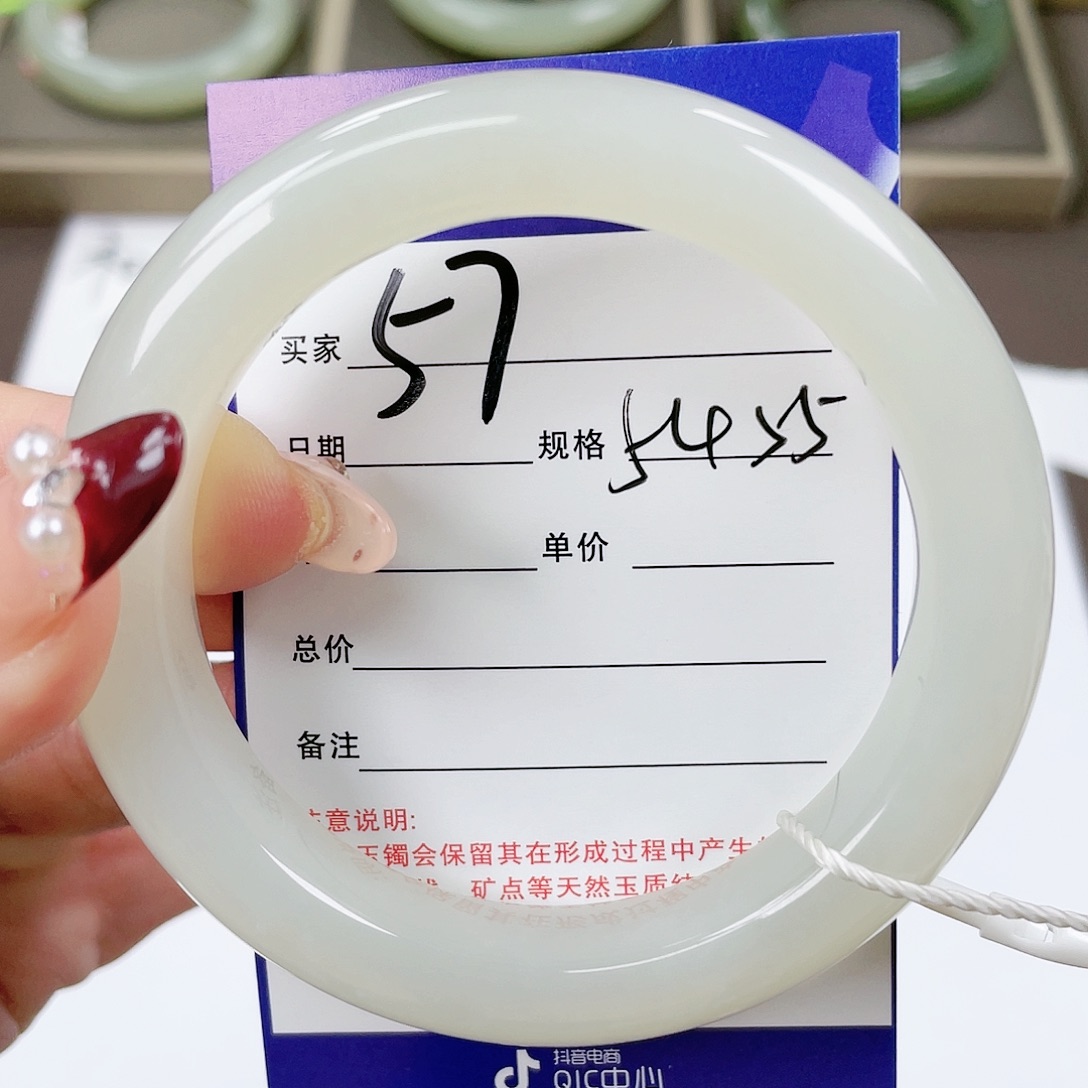 买家 57
日期 规格 5455
单价
总价
备注
意说明:
玉镯会保留其在形成过程中产生
矿点等天然玉质
抖音电商
QIC中心